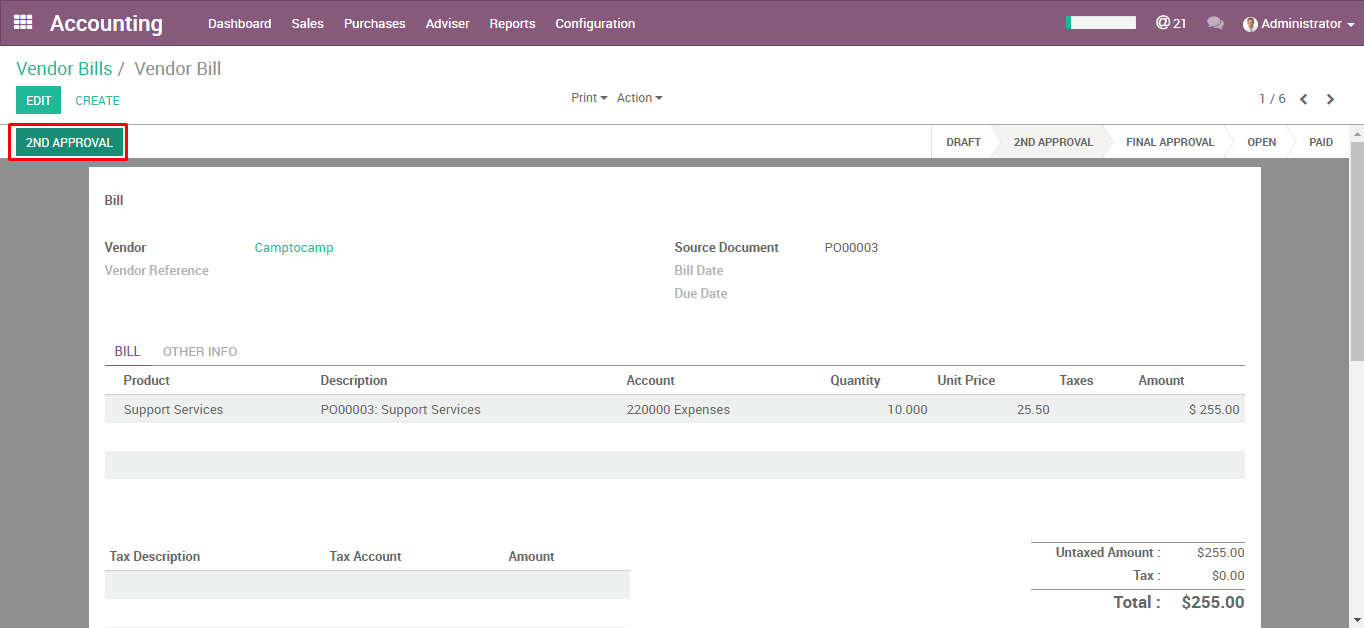 Accounting Dashboard Sales Purchases Adviser Reports Configuration @ 21 Administrator
Vendor Bills / Vendor Bill
EDIT CREATE Print Action 1 / 6
2ND APPROVAL DRAFT 2ND APPROVAL FINAL APPROVAL OPEN PAID
Bill
Vendor Camptocamp Source Document PO00003
Vendor Reference Bill Date
Due Date
BILL OTHER INFO
Product Description Account Quantity Unit Price Taxes Amount
Support Services PO00003: Support Services 220000 Expenses 10.000 25.50 $ 255.00
Tax Description Tax Account Amount
Untaxed Amount : $255.00
Tax : $0.00
Total : $255.00